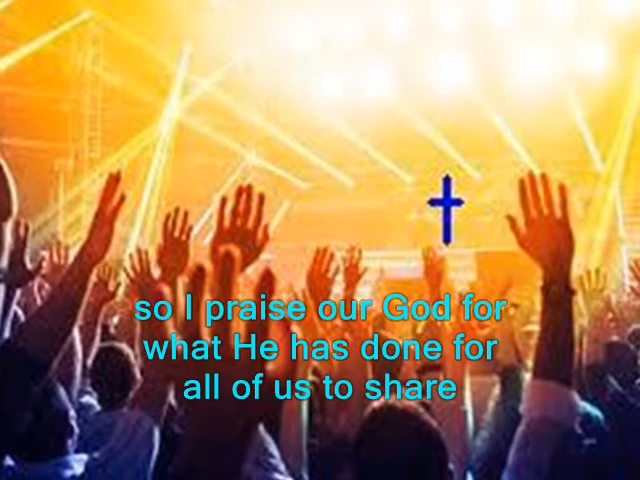 so I praise our God for
what He has done for
all of us to share